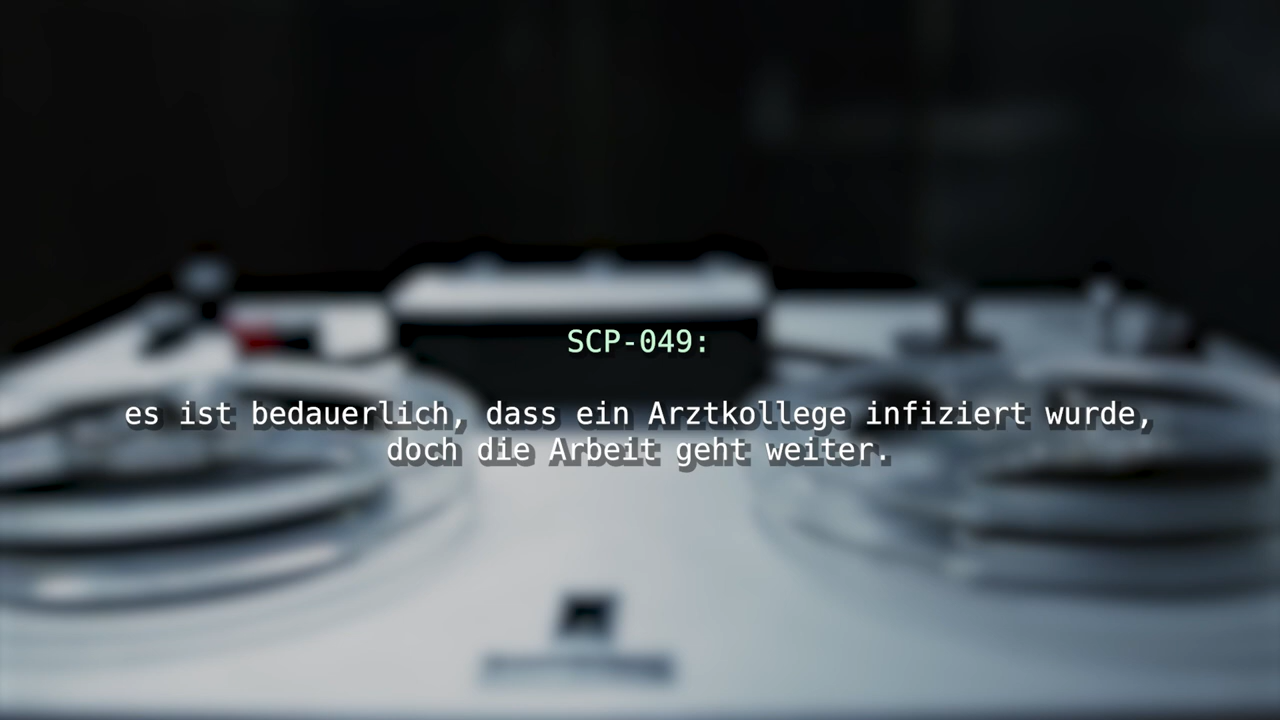 SCP-049:
es ist bedauerlich, dass ein Arztkollege infiziert wurde,
doch die Arbeit geht weiter.